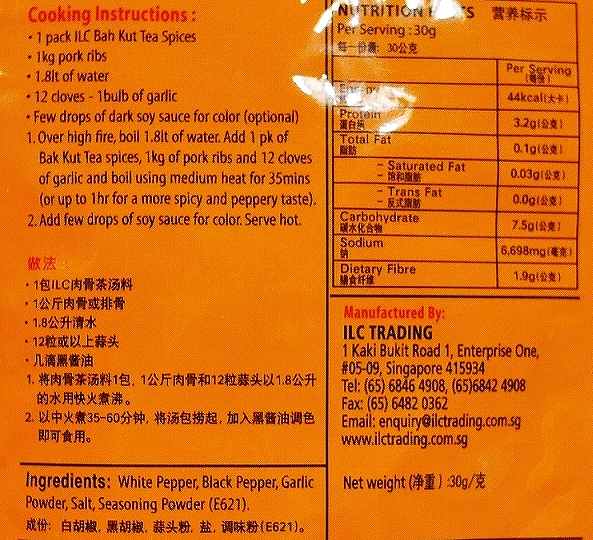 Cooking Instructions :
• 1 pack ILC Bah Kut Tea Spices
• 1kg pork ribs
• 1.8lt of water
• 12 cloves - 1bulb of garlic
• Few drops of dark soy sauce for color (optional)
1. Over high fire, boil 1.8lt of water. Add 1 pk of
Bak Kut Tea spices, 1kg of pork ribs and 12 cloves
of garlic and boil using medium heat for 35mins
(or up to 1hr for a more spicy and peppery taste).
2. Add few drops of soy sauce for color. Serve hot.
做法 :
• 1包ILC肉骨茶汤料
• 1公斤肉骨或排骨
• 1.8公升清水
• 12粒或以上蒜头
• 几滴黑酱油
1. 将肉骨茶汤料1包, 1公斤肉骨和12粒蒜头以1.8公升
的水用快火煮沸。
2. 以中火煮35-60分钟, 将汤包捞起, 加入黑酱油调色
即可食用。
Ingredients: White Pepper, Black Pepper, Garlic
Powder, Salt, Seasoning Powder (E621).
成份: 白胡椒, 黑胡椒, 蒜头粉, 盐, 调味粉(E621)。
NUTRITION 营养标示
Per Serving : 30g
每一份量: 30公克
Per Serving
(每份)
44kcal(大卡)
Protein 3.2g(公克)
蛋白质
Total Fat 0.1g(公克)
脂肪
- Saturated Fat 0.03g(公克)
- 饱和脂肪
- Trans Fat 0.0g(公克)
- 反式脂肪
Carbohydrate 7.5g(公克)
碳水化合物
Sodium 6,698mg(毫克)
钠
Dietary Fibre 1.9g(公克)
膳食纤维
Manufactured By:
ILC TRADING
1 Kaki Bukit Road 1, Enterprise One,
#05-09, Singapore 415934
Tel: (65) 6846 4908, (65)6842 4908
Fax: (65) 6482 0362
Email: enquiry@ilctrading.com.sg
www.ilctrading.com.sg
Net weight (净重) :30g/克